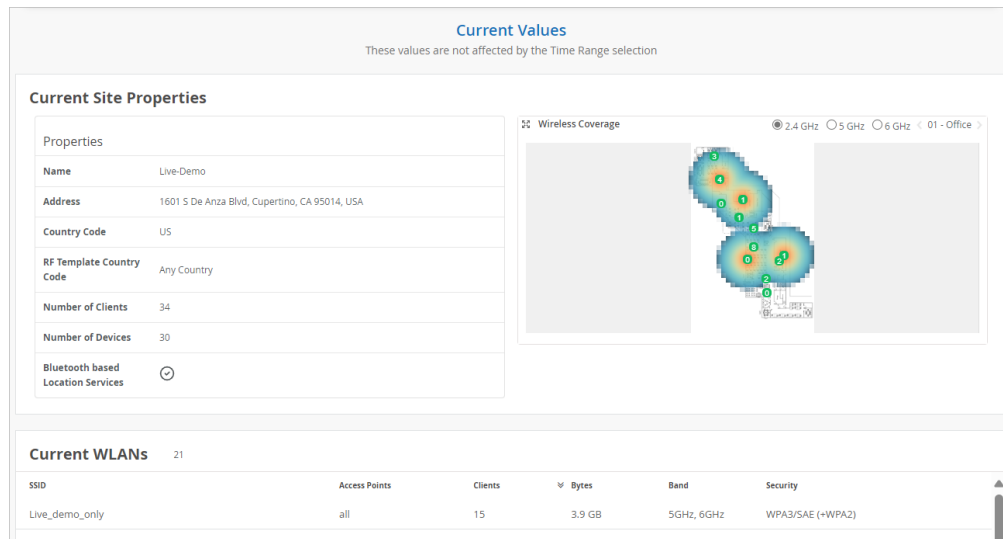 Current Values
These values are not affected by the Time Range selection
Current Site Properties
Properties
Name Live-Demo
Address 1601 S De Anza Blvd, Cupertino, CA 95014, USA
Country Code US
RF Template Country
Code Any Country
Number of Clients 34
Number of Devices 30
Bluetooth based
Location Services
Wireless Coverage 2.4 GHz 5 GHz 6 GHz 01 - Office
3
4
1
0
1
5
8
0
1
2
2
0
Current WLANs 21
SSID Access Points Clients Bytes Band Security
Live_demo_only all 15 3.9 GB 5GHz, 6GHz WPA3/SAE (+WPA2)